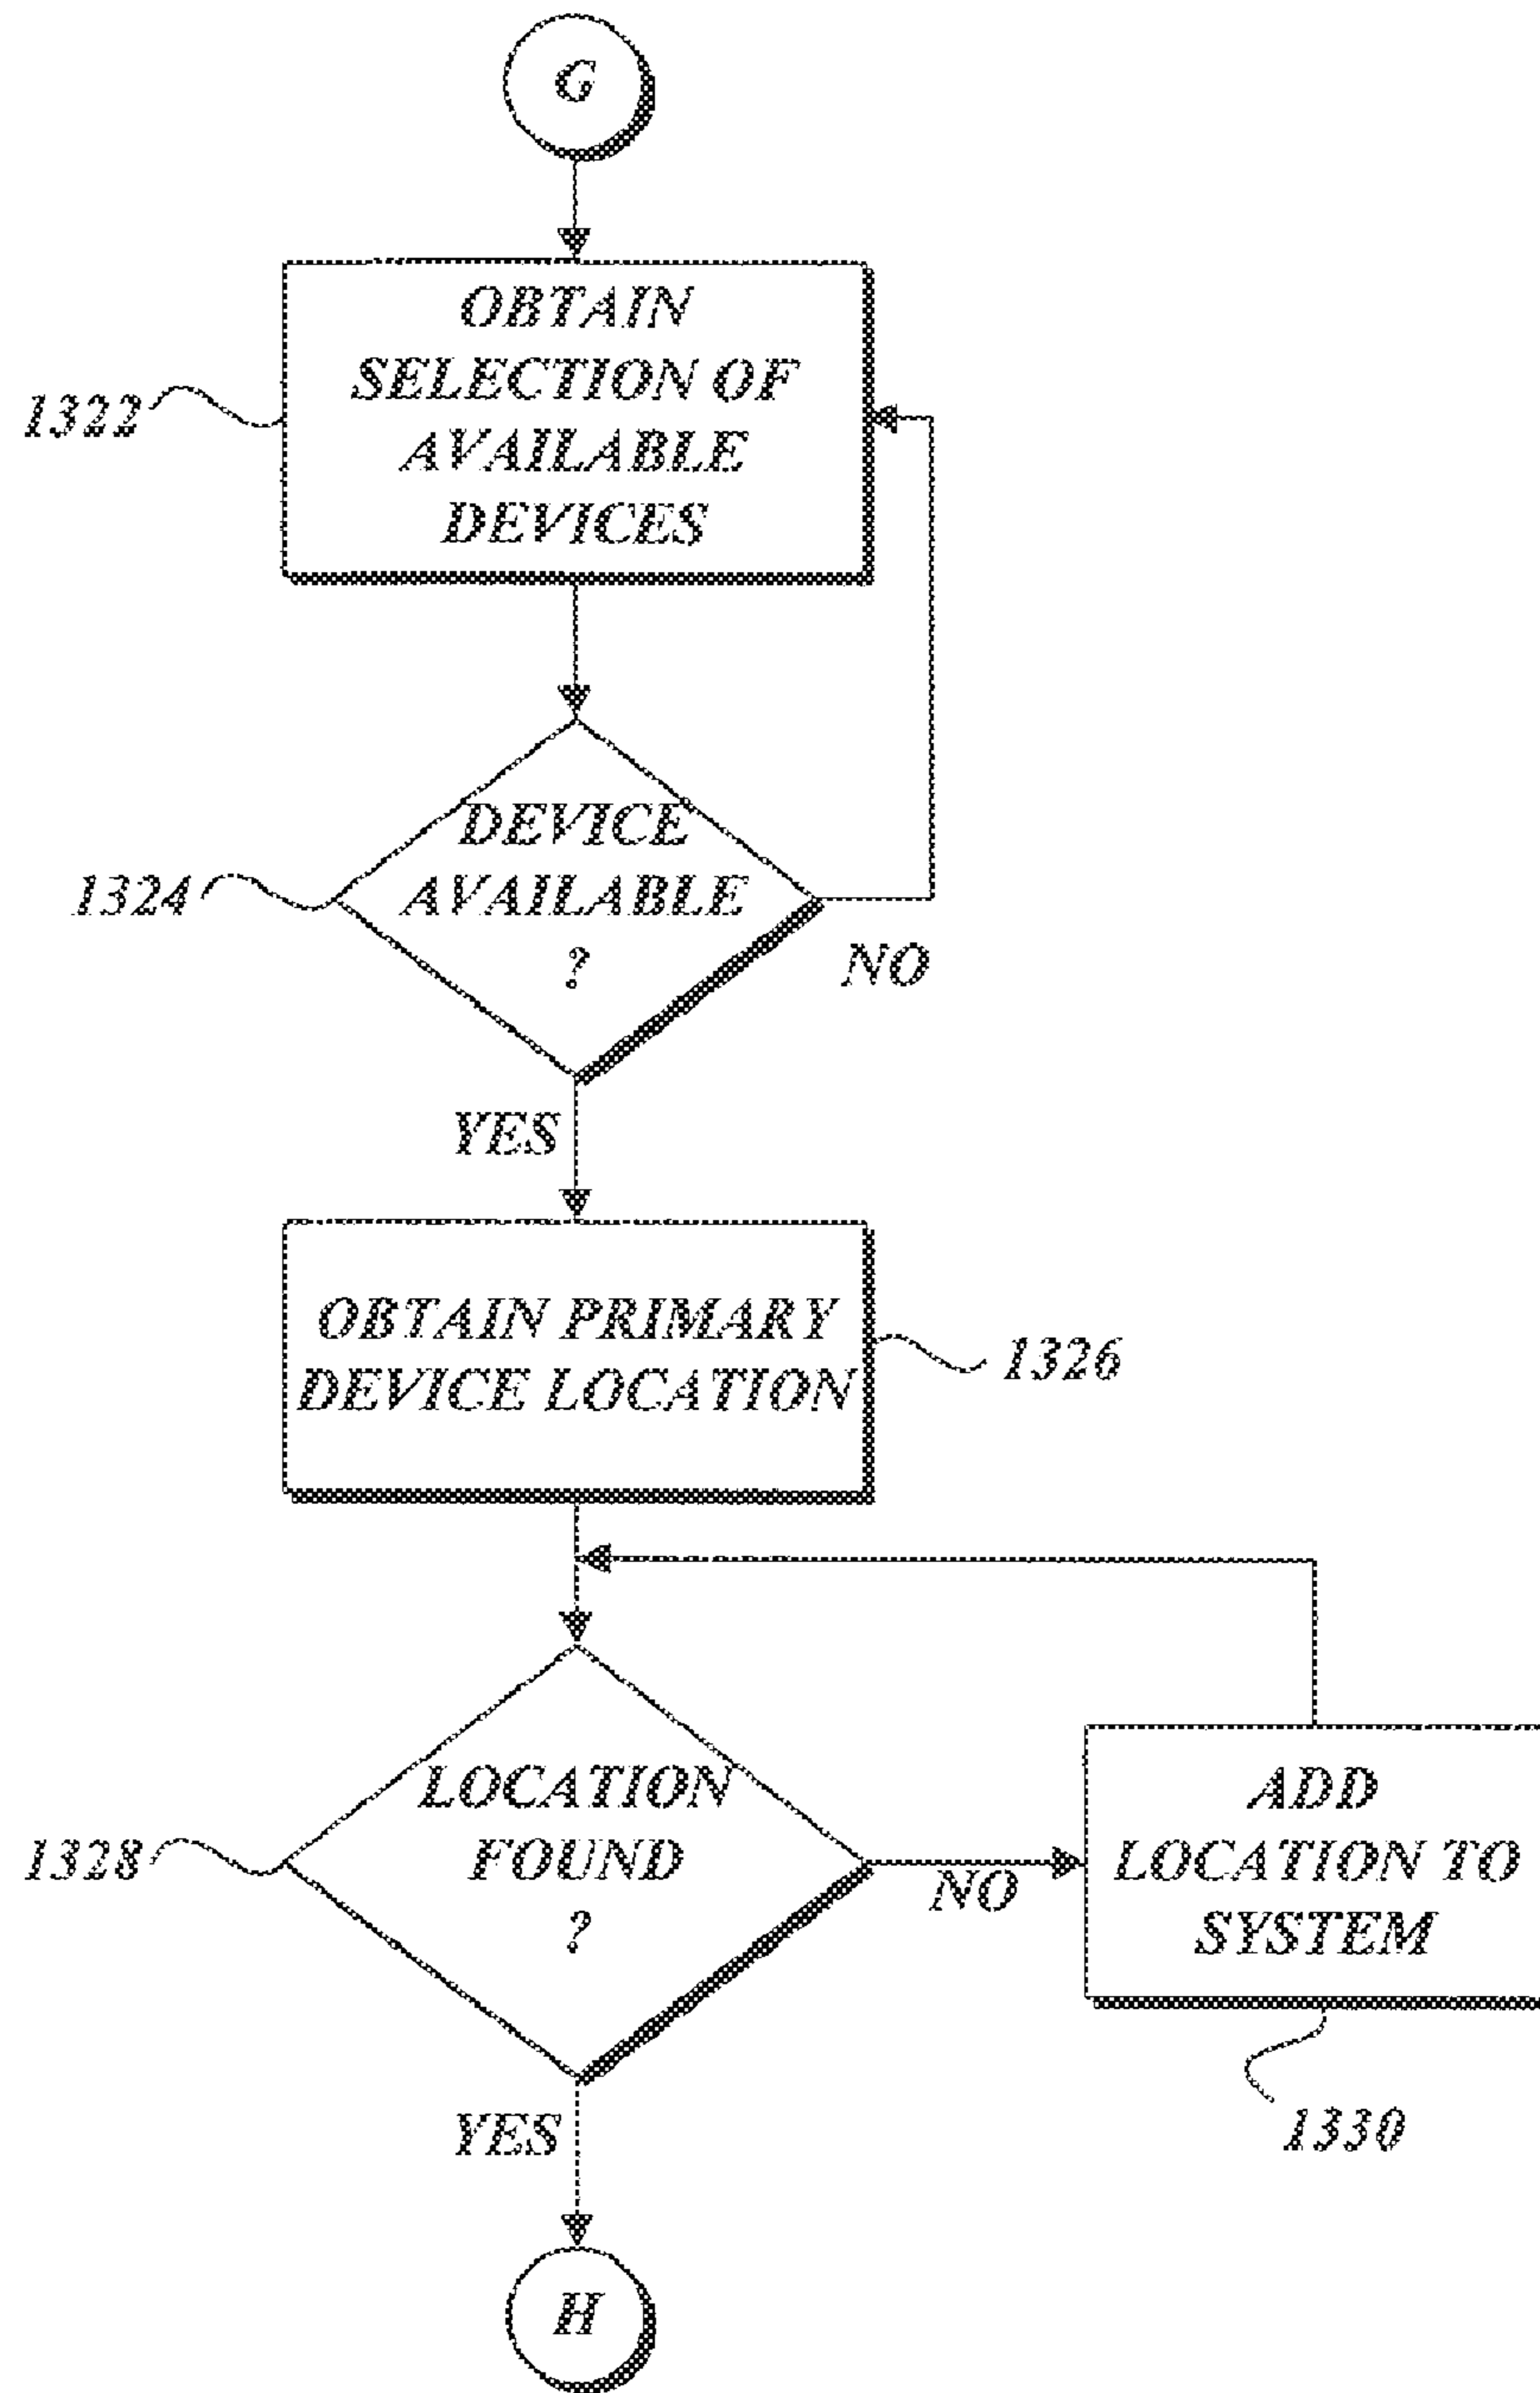 G
OBTAIN
SELECTION OF
AVAILABLE
DEVICES
1322
DEVICE
AVAILABLE
?
1324
NO
YES
OBTAIN PRIMARY
DEVICE LOCATION
1326
LOCATION
FOUND
?
1328
NO
ADD
LOCATION TO
SYSTEM
1330
YES
H